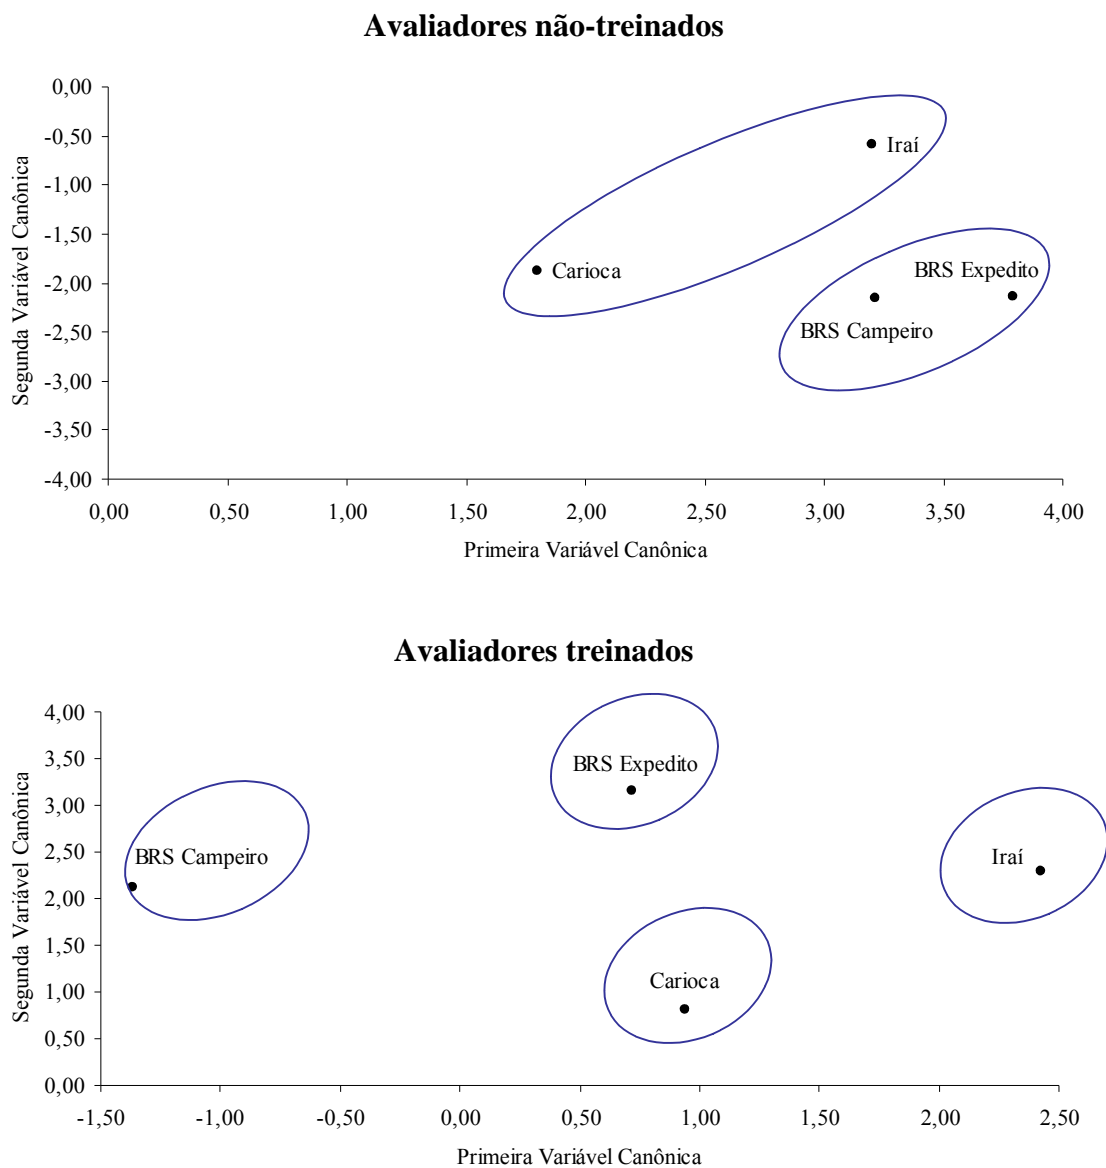 Avaliadores não-treinados
Segunda Variável Canônica
0,00
-0,50
-1,00
-1,50
-2,00
-2,50
-3,00
-3,50
-4,00
Iraí
Carioca
BRS Expedito
BRS Campeiro
0,00 0,50 1,00 1,50 2,00 2,50 3,00 3,50 4,00
Primeira Variável Canônica
Avaliadores treinados
Segunda Variável Canônica
4,00
3,50
3,00
2,50
2,00
1,50
1,00
0,50
0,00
BRS Expedito
BRS Campeiro
Iraí
Carioca
-1,50 -1,00 -0,50 0,00 0,50 1,00 1,50 2,00 2,50
Primeira Variável Canônica